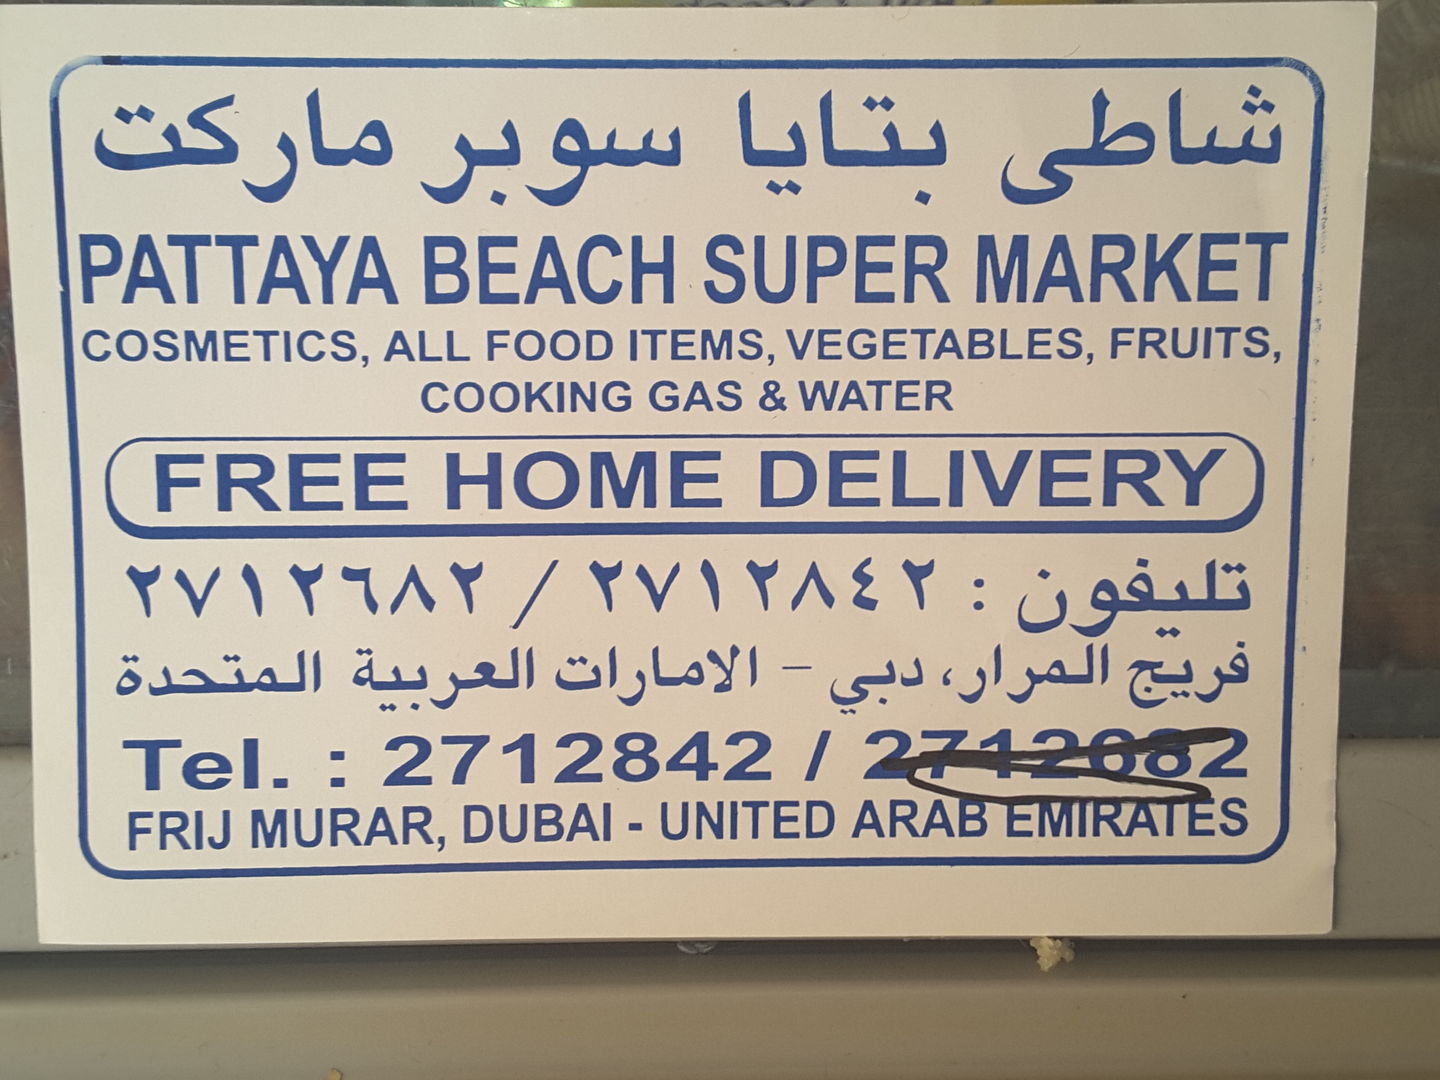 شاطى بتايا سوبر ماركت
PATTAYA BEACH SUPER MARKET
COSMETICS, ALL FOOD ITEMS, VEGETABLES, FRUITS,
COOKING GAS & WATER
FREE HOME DELIVERY
تليفون : ٢٧١٢٨٤٢ / ٢٧١٢٦٨٢
فريج المرار، دبي – الامارات العربية المتحدة
Tel. : 2712842 / 2712682
FRIJ MURAR, DUBAI - UNITED ARAB EMIRATES